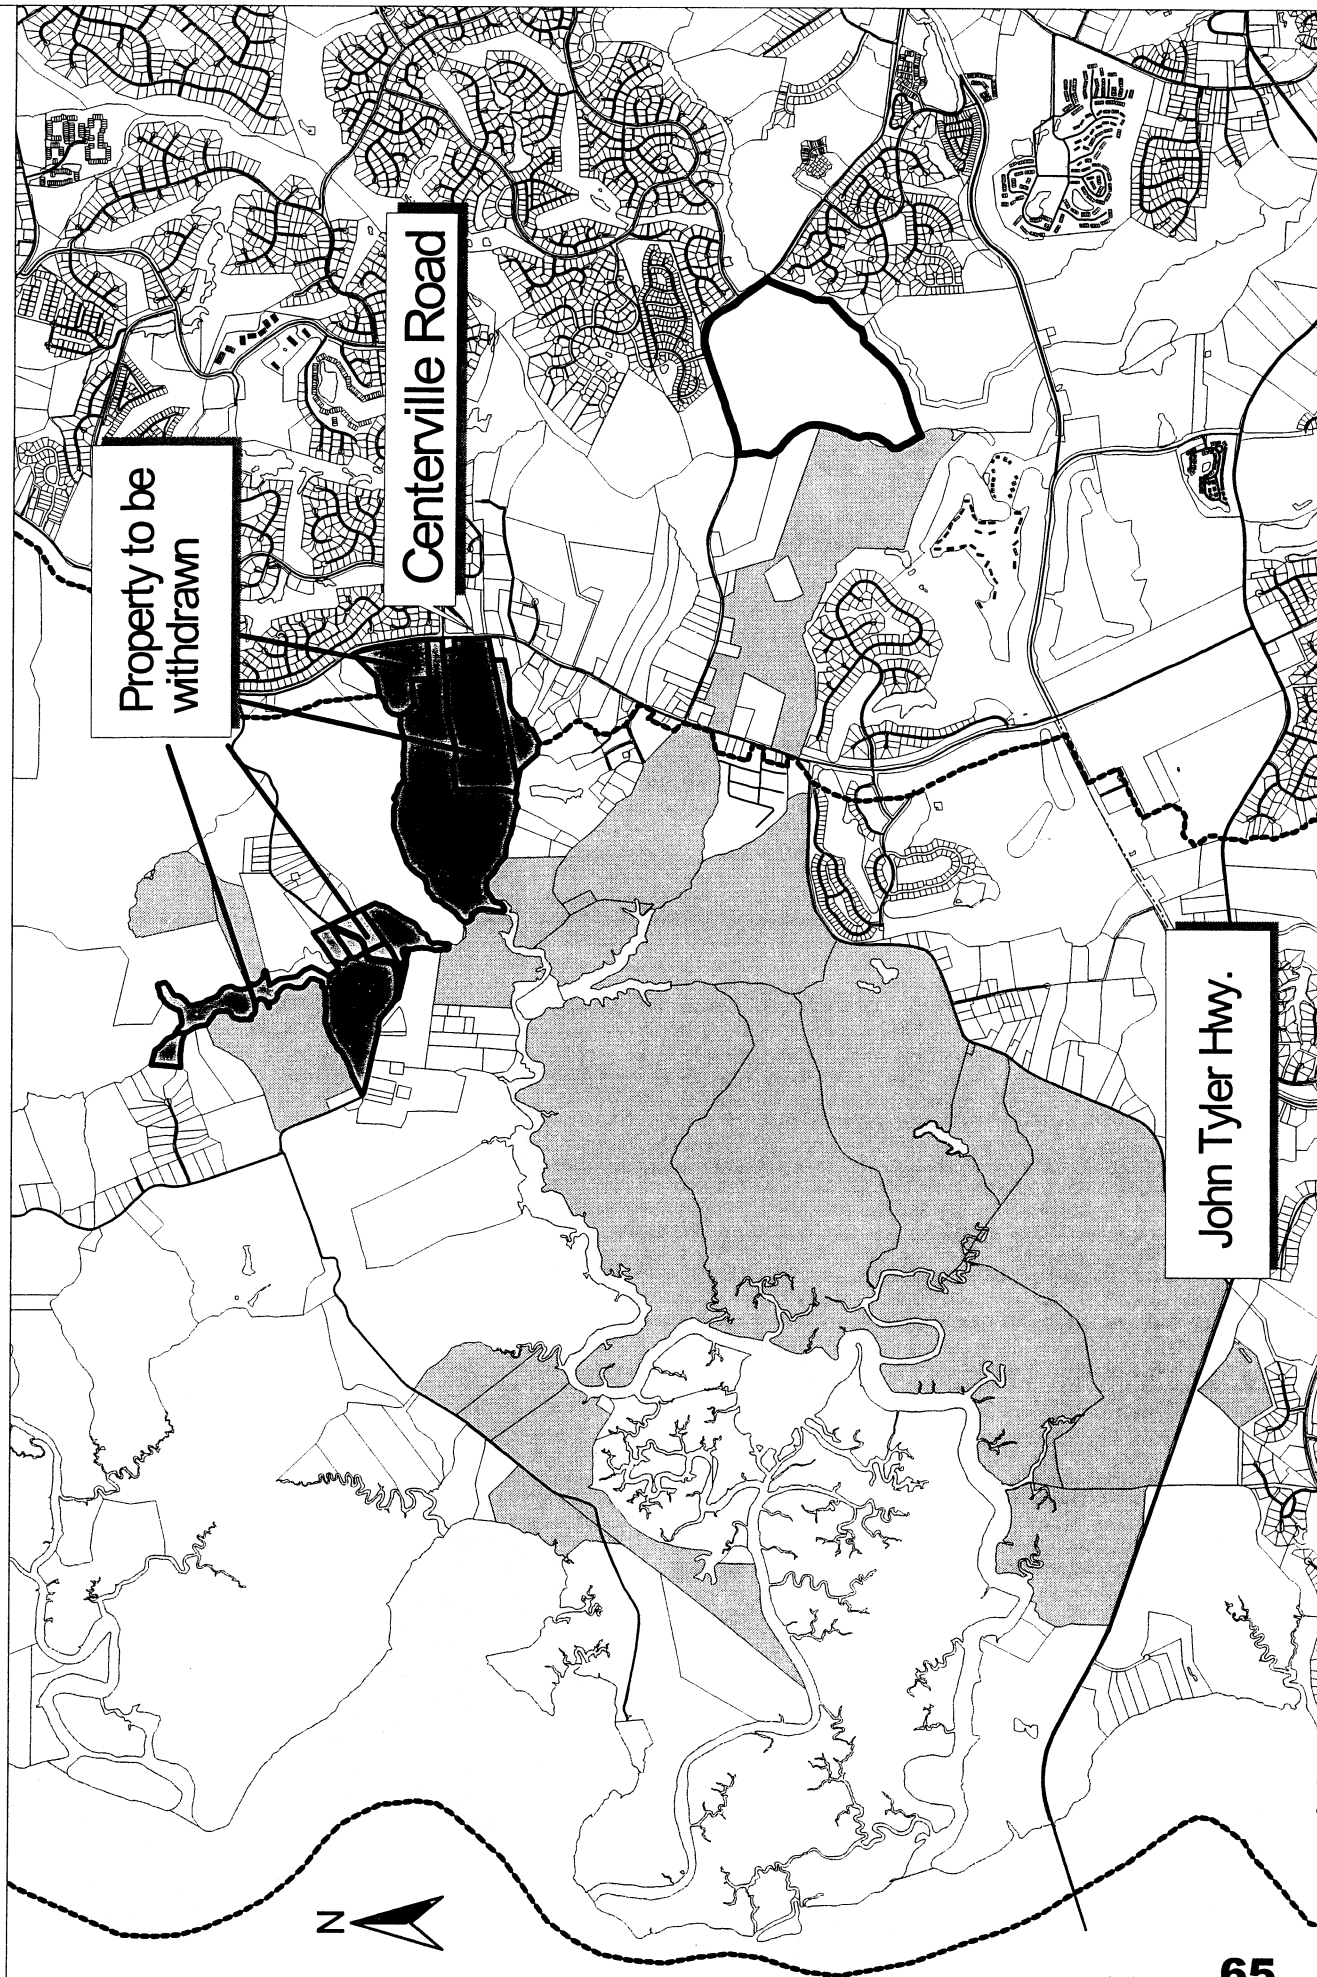 Property to be
withdrawn
Centerville Road
John Tyler Hwy.
N
65